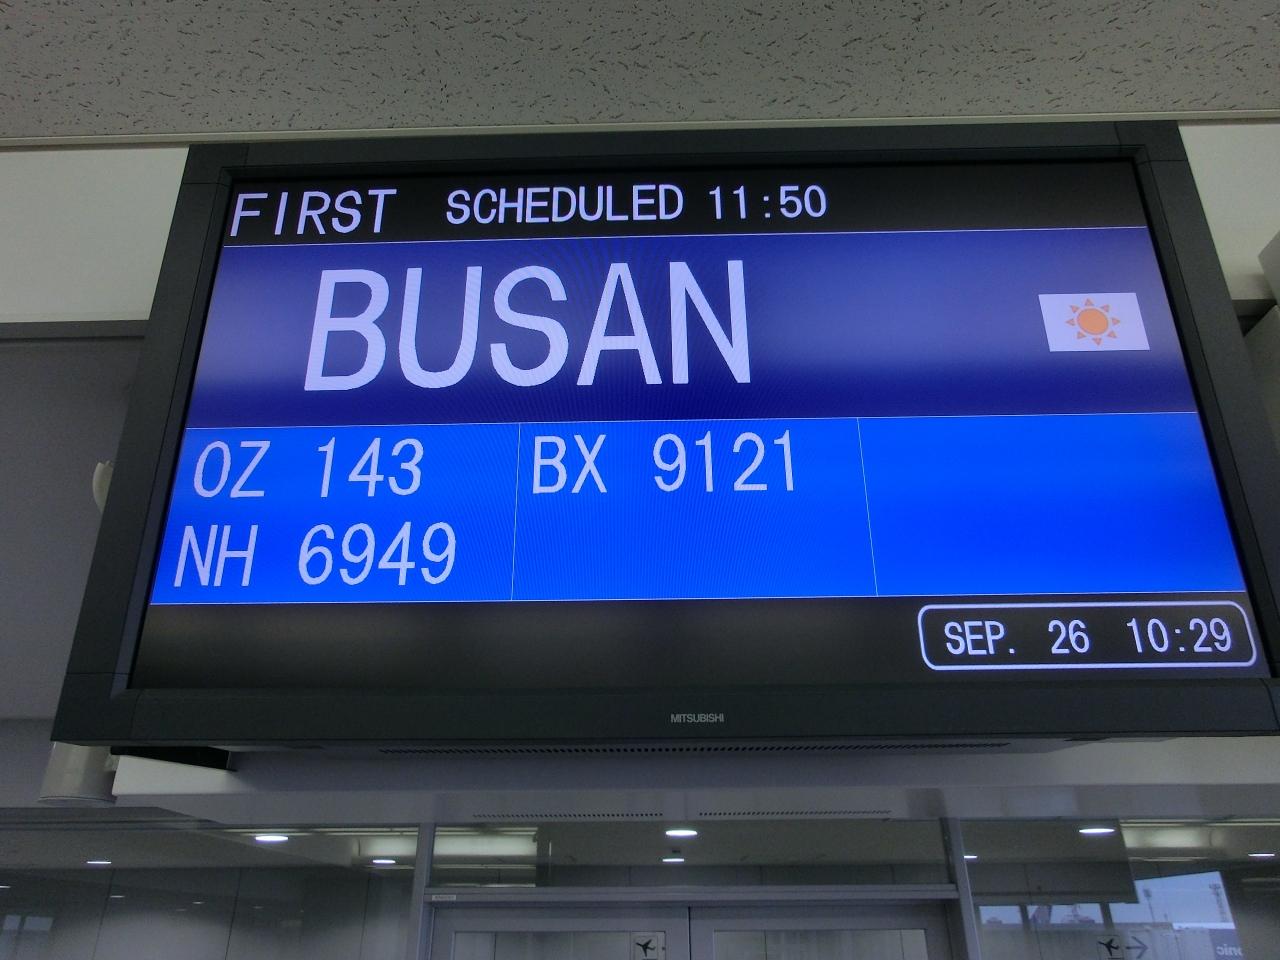 FIRST SCHEDULED 11:50
BUSAN
OZ 143 BX 9121
NH 6949
SEP. 26 10:29
MITSUBISHI